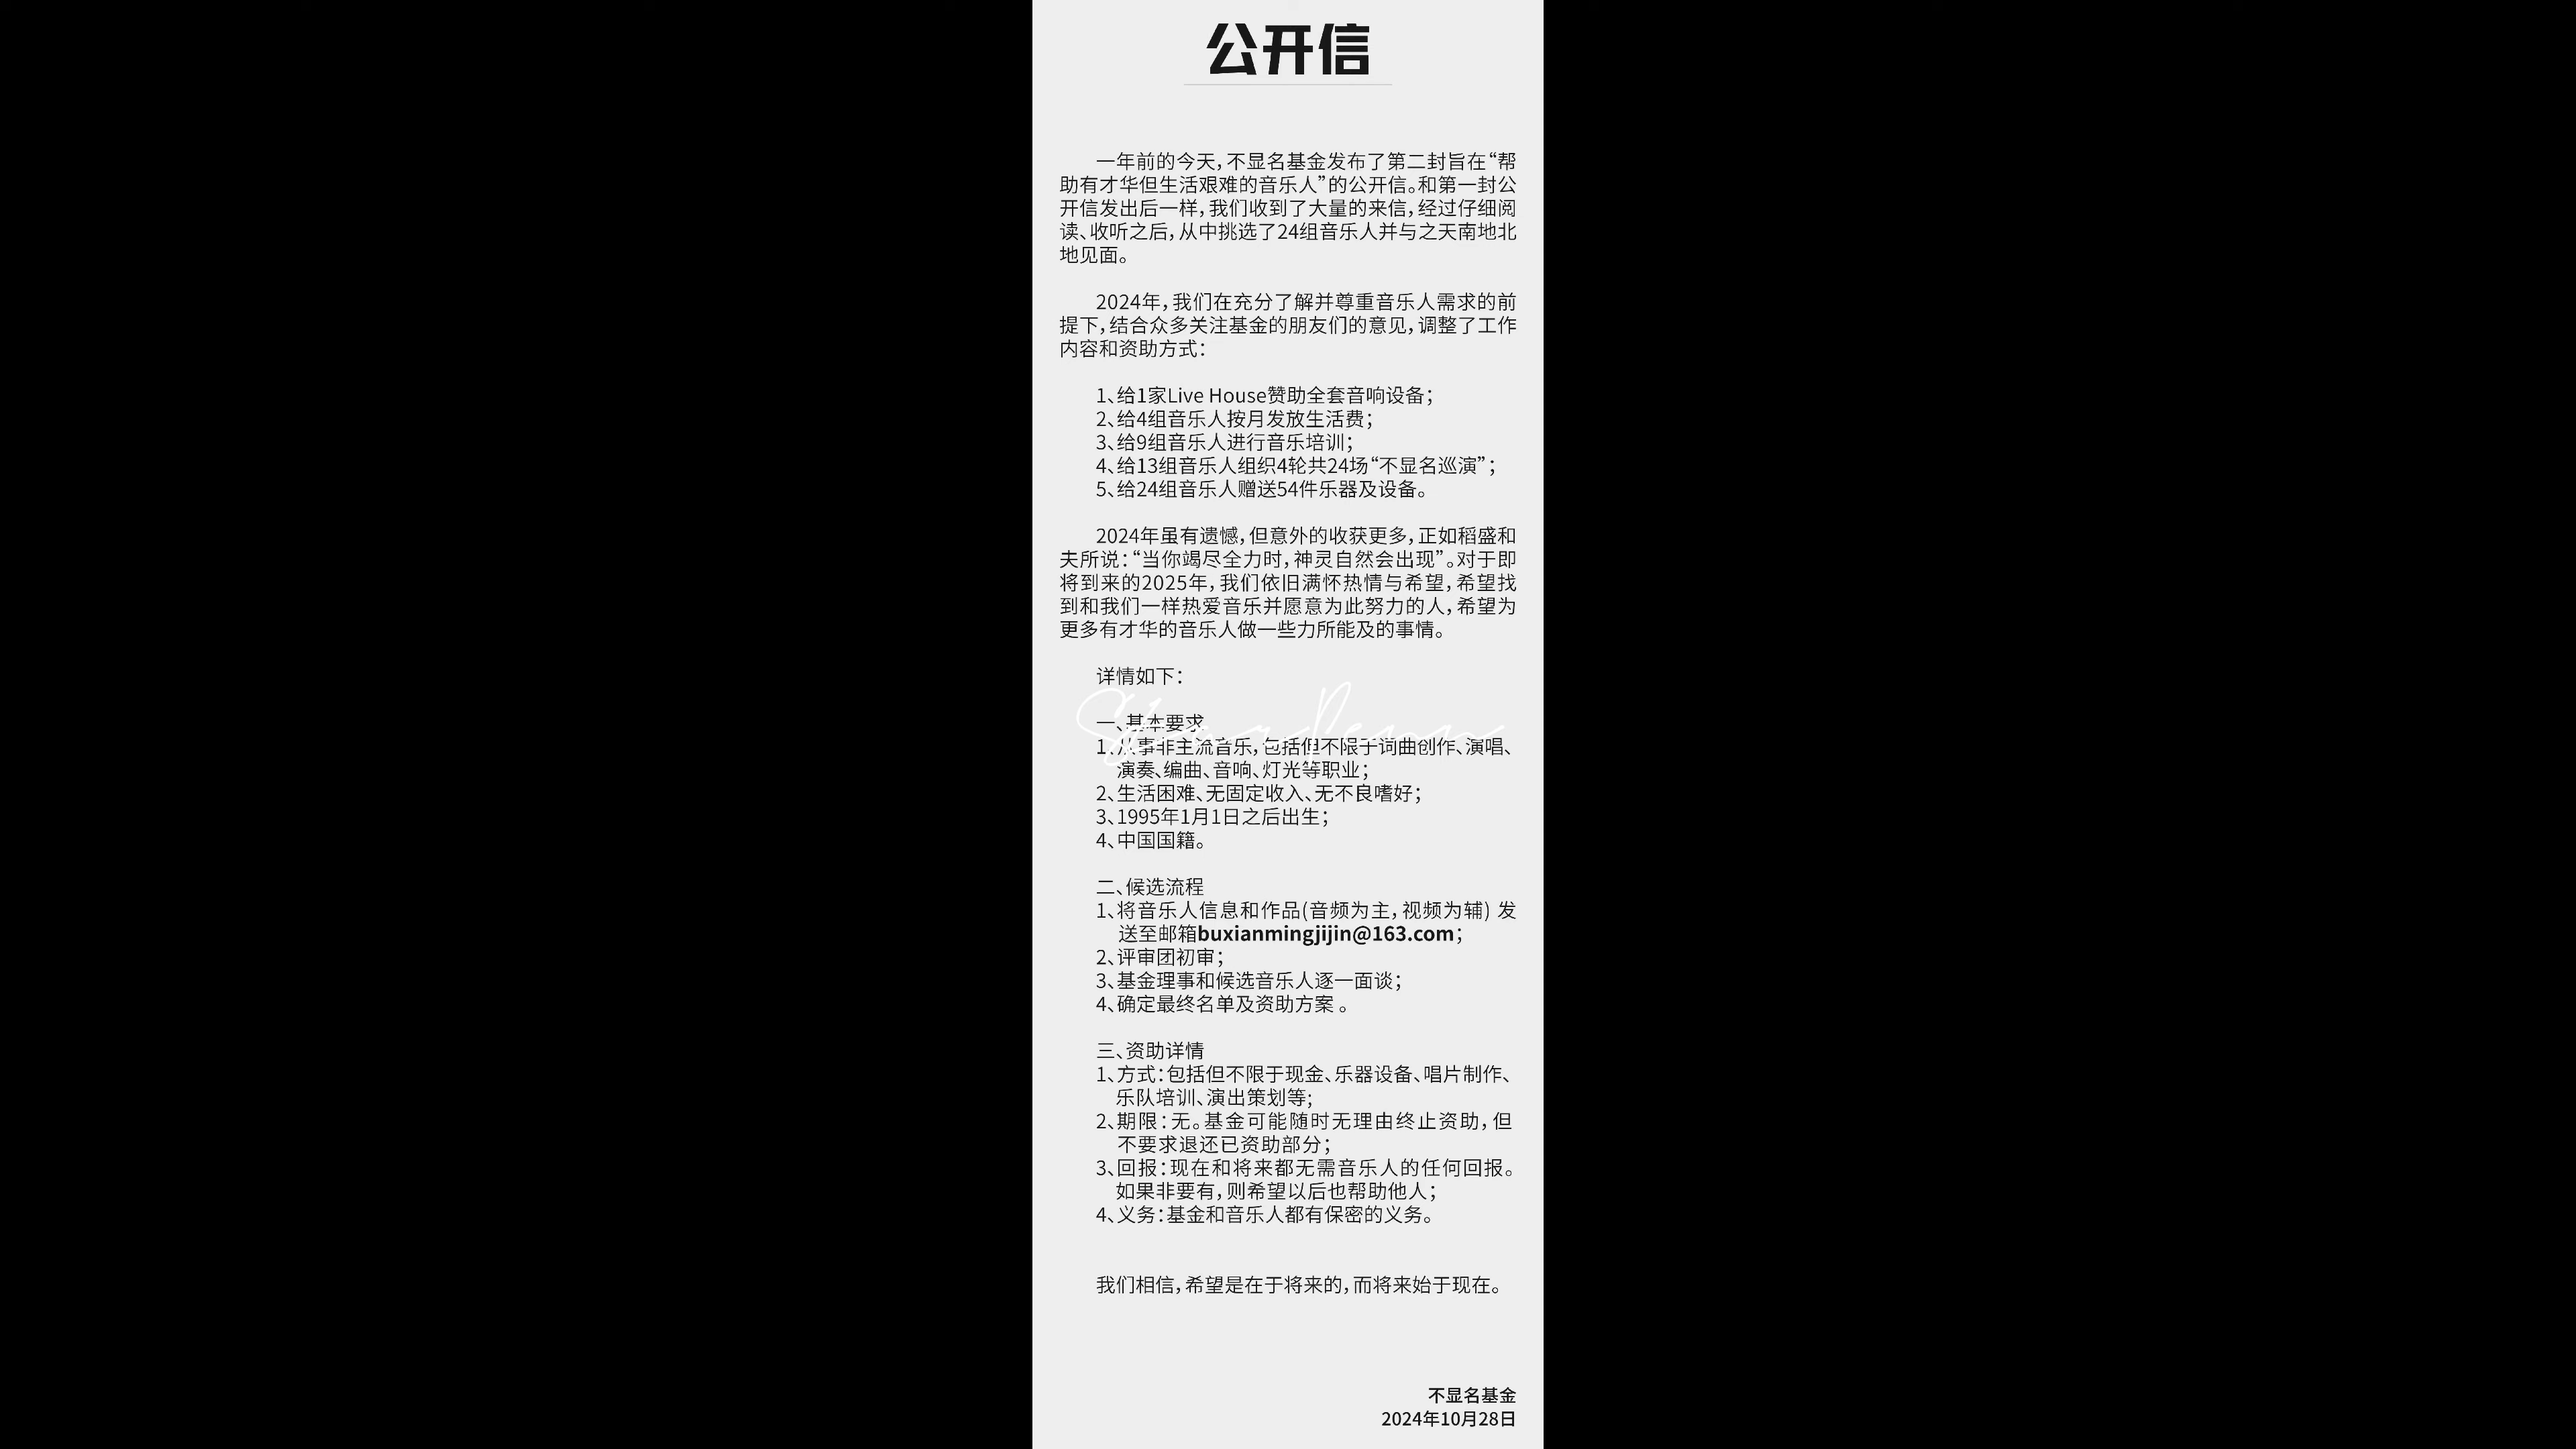 公开信
一年前的今天，不显名基金发布了第二封旨在“帮
助有才华但生活艰难的音乐人”的公开信。和第一封公
开信发出后一样，我们收到了大量的来信，经过仔细阅
读、收听之后，从中挑选了24组音乐人并与之天南地北
地见面。
2024年，我们在充分了解并尊重音乐人需求的前
提下，结合众多关注基金的朋友们的意见，调整了工作
内容和资助方式：
1、给1家Live House赞助全套音响设备；
2、给4组音乐人按月发放生活费；
3、给9组音乐人进行音乐培训；
4、给13组音乐人组织4轮共24场“不显名巡演”；
5、给24组音乐人赠送54件乐器及设备。
2024年虽有遗憾，但意外的收获更多，正如稻盛和
夫所说：“当你竭尽全力时，神灵自然会出现”。对于即
将到来的2025年，我们依旧满怀热情与希望，希望找
到和我们一样热爱音乐并愿意为此努力的人，希望为
更多有才华的音乐人做一些力所能及的事情。
详情如下：
一、基本要求
1、从事非主流音乐，包括但不限于词曲创作、演唱、
演奏、编曲、音响、灯光等职业；
2、生活困难、无固定收入、无不良嗜好；
3、1995年1月1日之后出生；
4、中国国籍。
二、候选流程
1、将音乐人信息和作品(音频为主，视频为辅) 发
送至邮箱buxianmingjijin@163.com；
2、评审团初审；
3、基金理事和候选音乐人逐一面谈；
4、确定最终名单及资助方案 。
三、资助详情
1、方式：包括但不限于现金、乐器设备、唱片制作、
乐队培训、演出策划等;
2、期限：无。基金可能随时无理由终止资助，但
不要求退还已资助部分；
3、回报：现在和将来都无需音乐人的任何回报。
如果非要有，则希望以后也帮助他人；
4、义务：基金和音乐人都有保密的义务。
我们相信，希望是在于将来的，而将来始于现在。
不显名基金
2024年10月28日